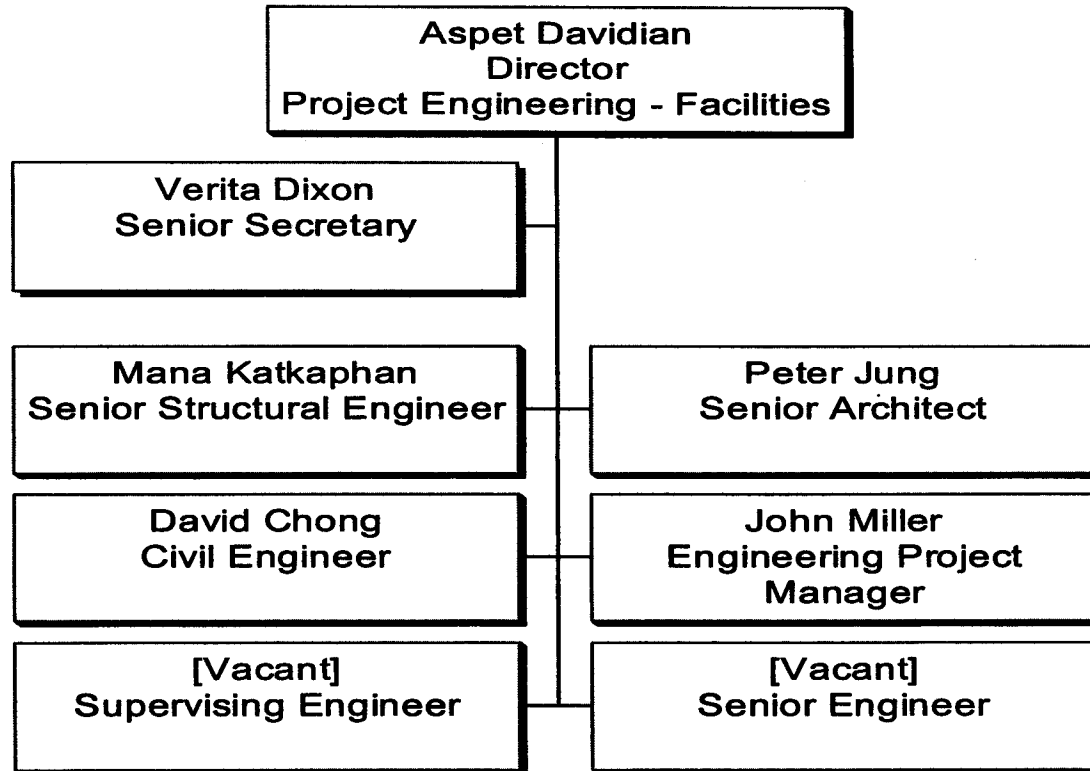 Aspet Davidian
Director
Project Engineering - Facilities
Verita Dixon
Senior Secretary
Mana Katkaphan
Senior Structural Engineer
Peter Jung
Senior Architect
David Chong
Civil Engineer
John Miller
Engineering Project
Manager
[Vacant]
Supervising Engineer
[Vacant]
Senior Engineer